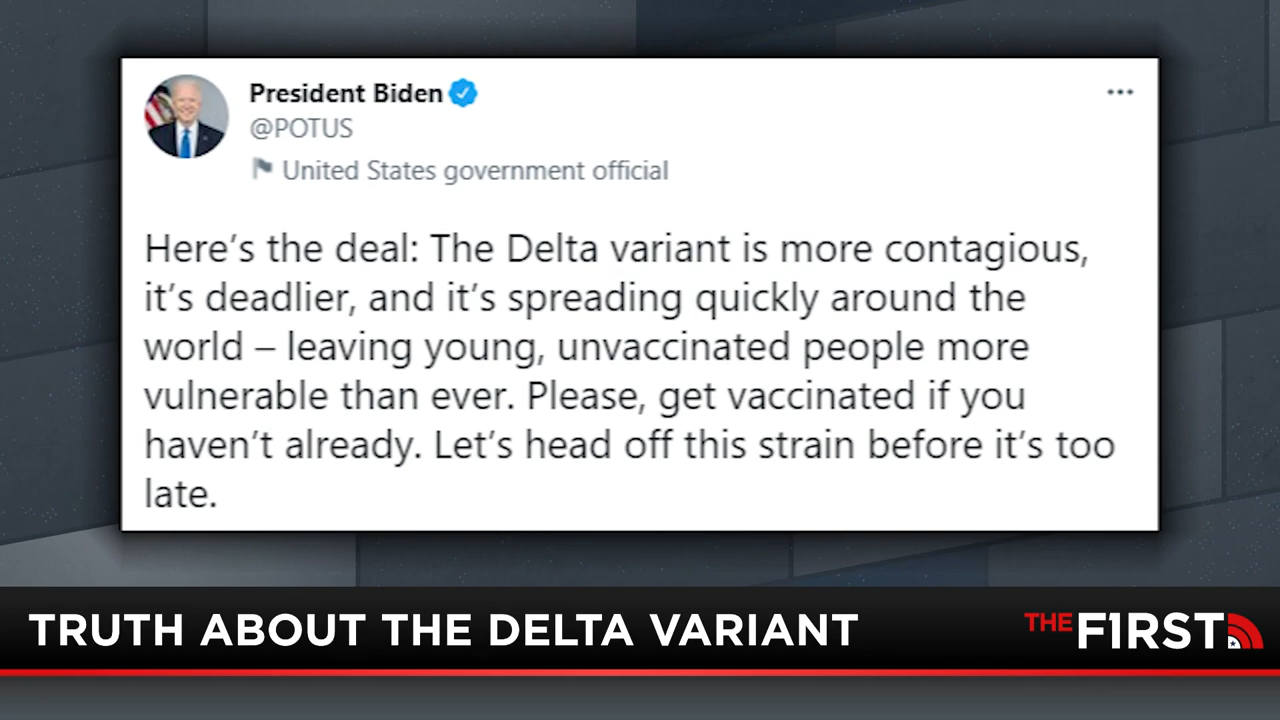 President Biden
@POTUS
United States government official
Here’s the deal: The Delta variant is more contagious,
it’s deadlier, and it’s spreading quickly around the
world – leaving young, unvaccinated people more
vulnerable than ever. Please, get vaccinated if you
haven’t already. Let’s head off this strain before it’s too
late.
TRUTH ABOUT THE DELTA VARIANT
THE F1RST